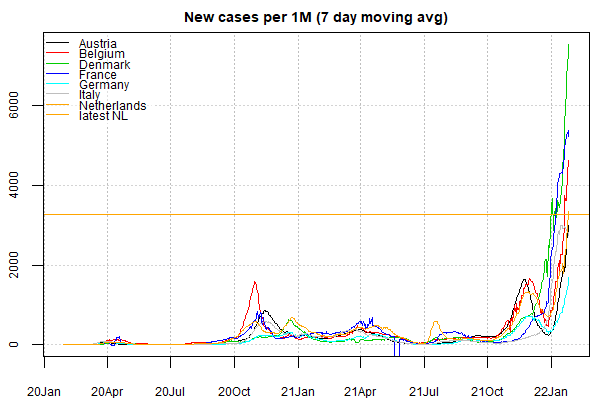 New cases per 1M (7 day moving avg)
Austria
Belgium
Denmark
France
Germany
Italy
Netherlands
latest NL
6000
4000
2000
0
20Jan 20Apr 20Jul 20Oct 21Jan 21Apr 21Jul 21Oct 22Jan